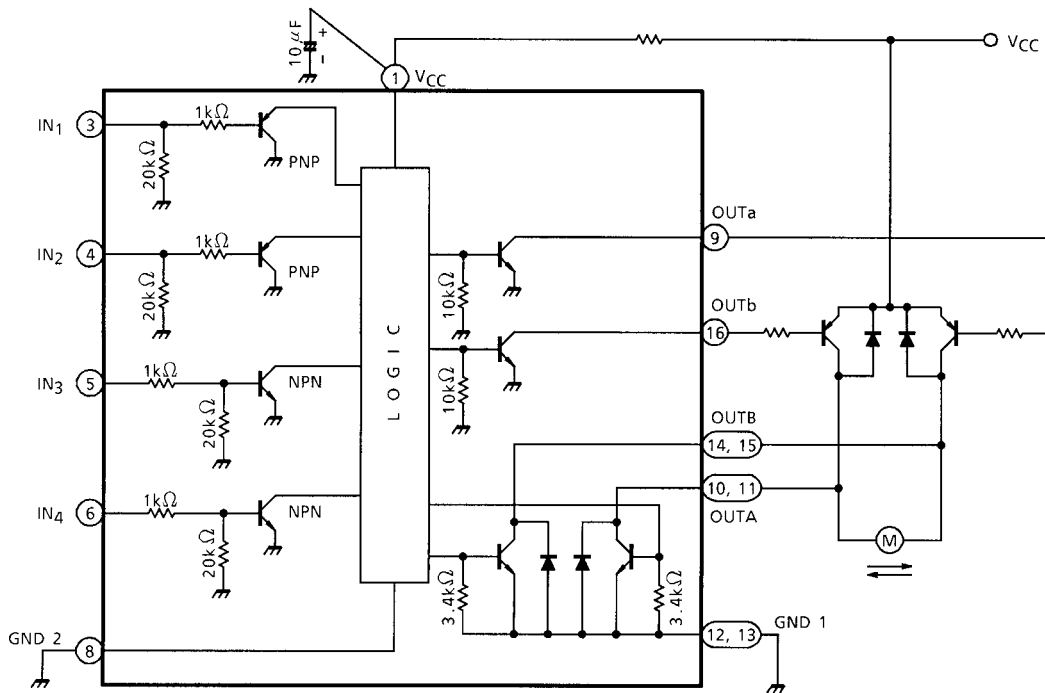 10μF
+
-
1
VCC
VCC
IN1
3
1kΩ
20kΩ
PNP
OUTa
9
IN2
4
1kΩ
20kΩ
PNP
10kΩ
OUTb
16
LOGIC
IN3
5
1kΩ
20kΩ
NPN
10kΩ
OUTB
14, 15
10, 11
OUTA
IN4
6
1kΩ
20kΩ
NPN
M
3.4kΩ
3.4kΩ
GND 2
8
12, 13
GND 1